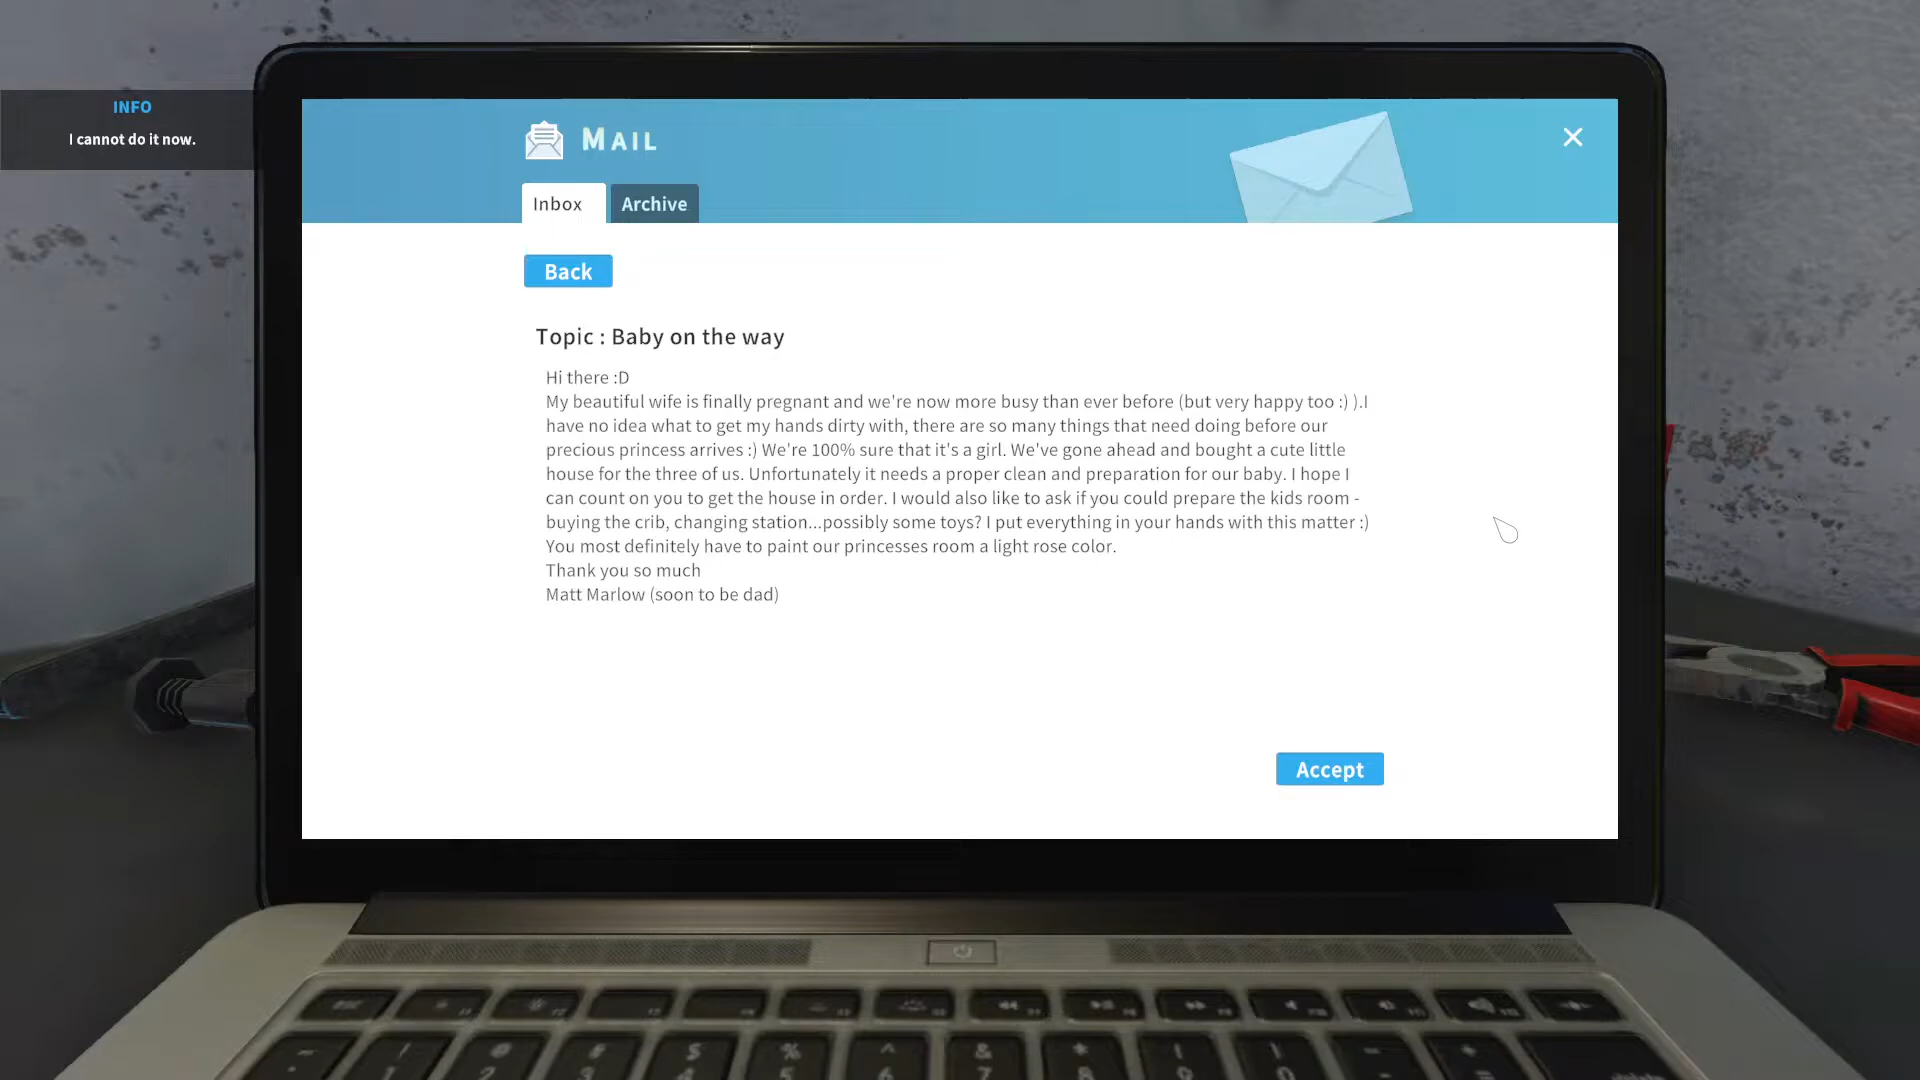 INFO
I cannot do it now.
MAIL
Inbox
Archive
Back
Topic : Baby on the way
Hi there :D
My beautiful wife is finally pregnant and we're now more busy than ever before (but very happy too :) ).I
have no idea what to get my hands dirty with, there are so many things that need doing before our
precious princess arrives :) We're 100% sure that it's a girl. We've gone ahead and bought a cute little
house for the three of us. Unfortunately it needs a proper clean and preparation for our baby. I hope I
can count on you to get the house in order. I would also like to ask if you could prepare the kids room -
buying the crib, changing station...possibly some toys? I put everything in your hands with this matter :)
You most definitely have to paint our princesses room a light rose color.
Thank you so much
Matt Marlow (soon to be dad)
Accept